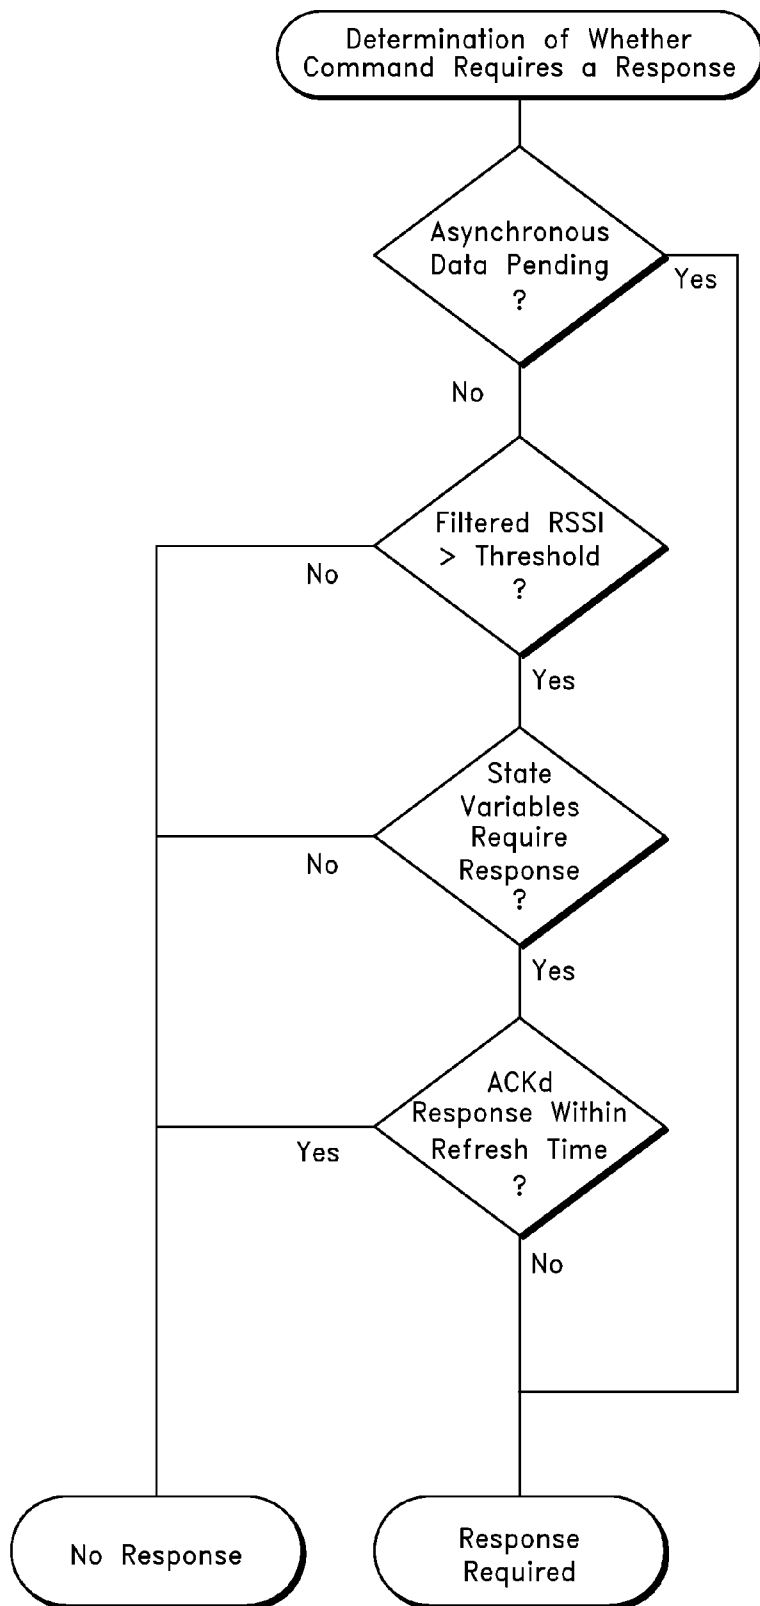 Determination of Whether
Command Requires a Response
Asynchronous
Data Pending
?
Yes
No
Filtered RSSI
> Threshold
?
No
Yes
State
Variables
Require
Response
?
No
Yes
ACKd
Response Within
Refresh Time
?
Yes
No
No Response
Response
Required